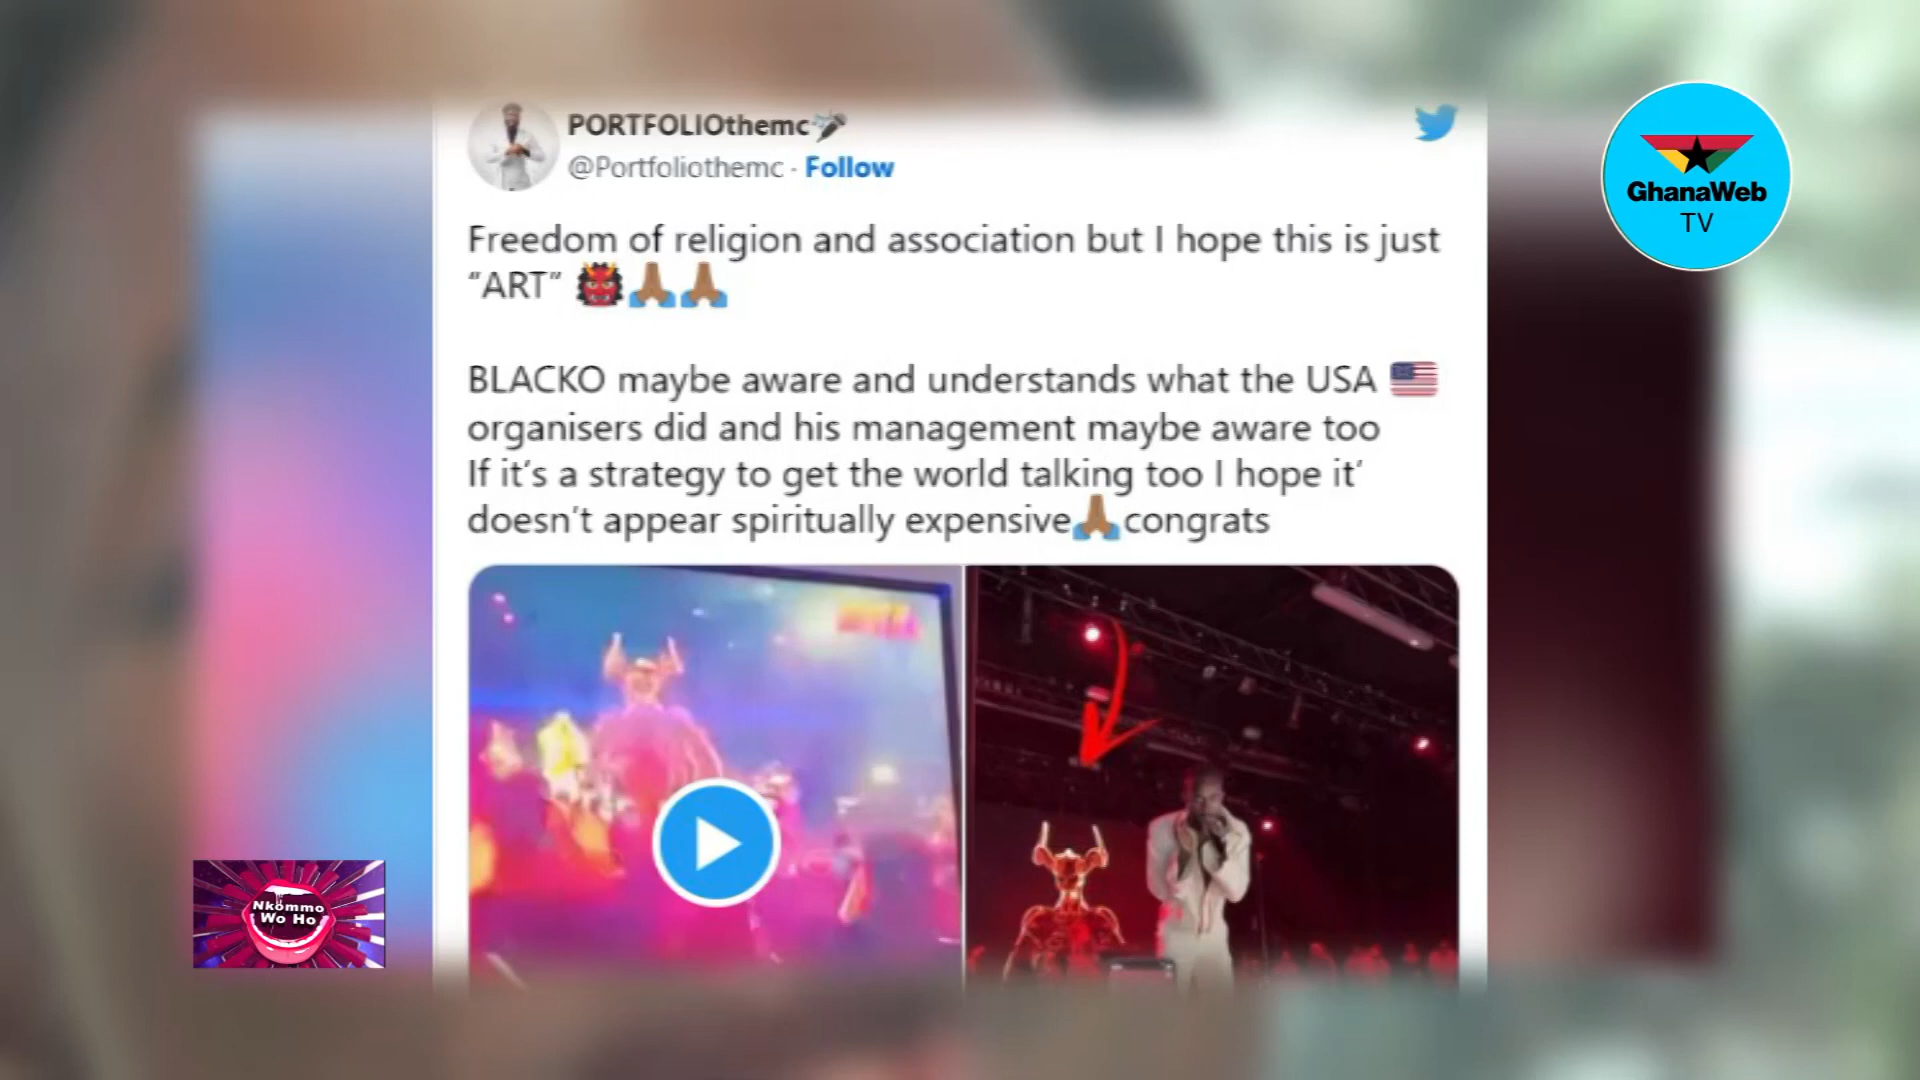 PORTFOLIOthemc
@Portfoliothemc · Follow
Freedom of religion and association but I hope this is just
“ART” 👹🙏🏾🙏🏾
BLACKO maybe aware and understands what the USA 🇺🇸
organisers did and his management maybe aware too
If it’s a strategy to get the world talking too I hope it’
doesn’t appear spiritually expensive🙏🏾congrats
GhanaWeb
TV
Nkommo
Wo Ho